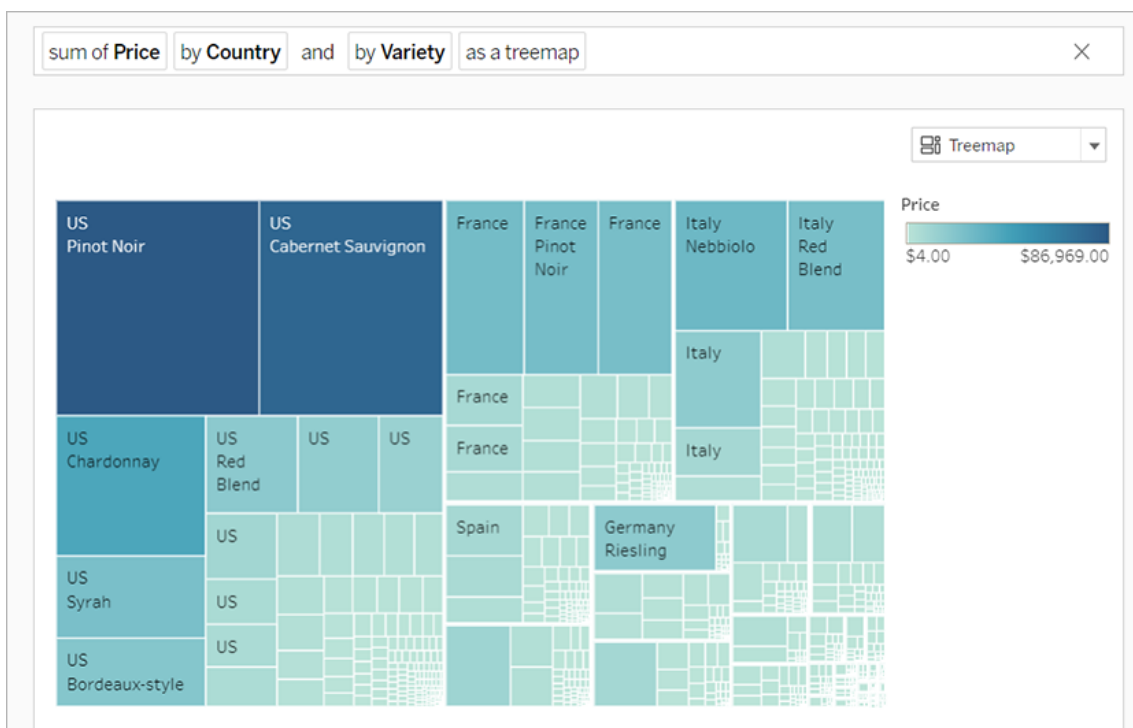 sum of Price by Country and by Variety as a treemap
Treemap
Price
$4.00 $86,969.00
US
Pinot Noir
US
Cabernet Sauvignon
France
France
Pinot
Noir
France
Italy
Nebbiolo
Italy
Red
Blend
Italy
Italy
France
France
US
Chardonnay
US
Red
Blend
US
US
US
Syrah
US
US
US
US
Bordeaux-style
Spain
Germany
Riesling